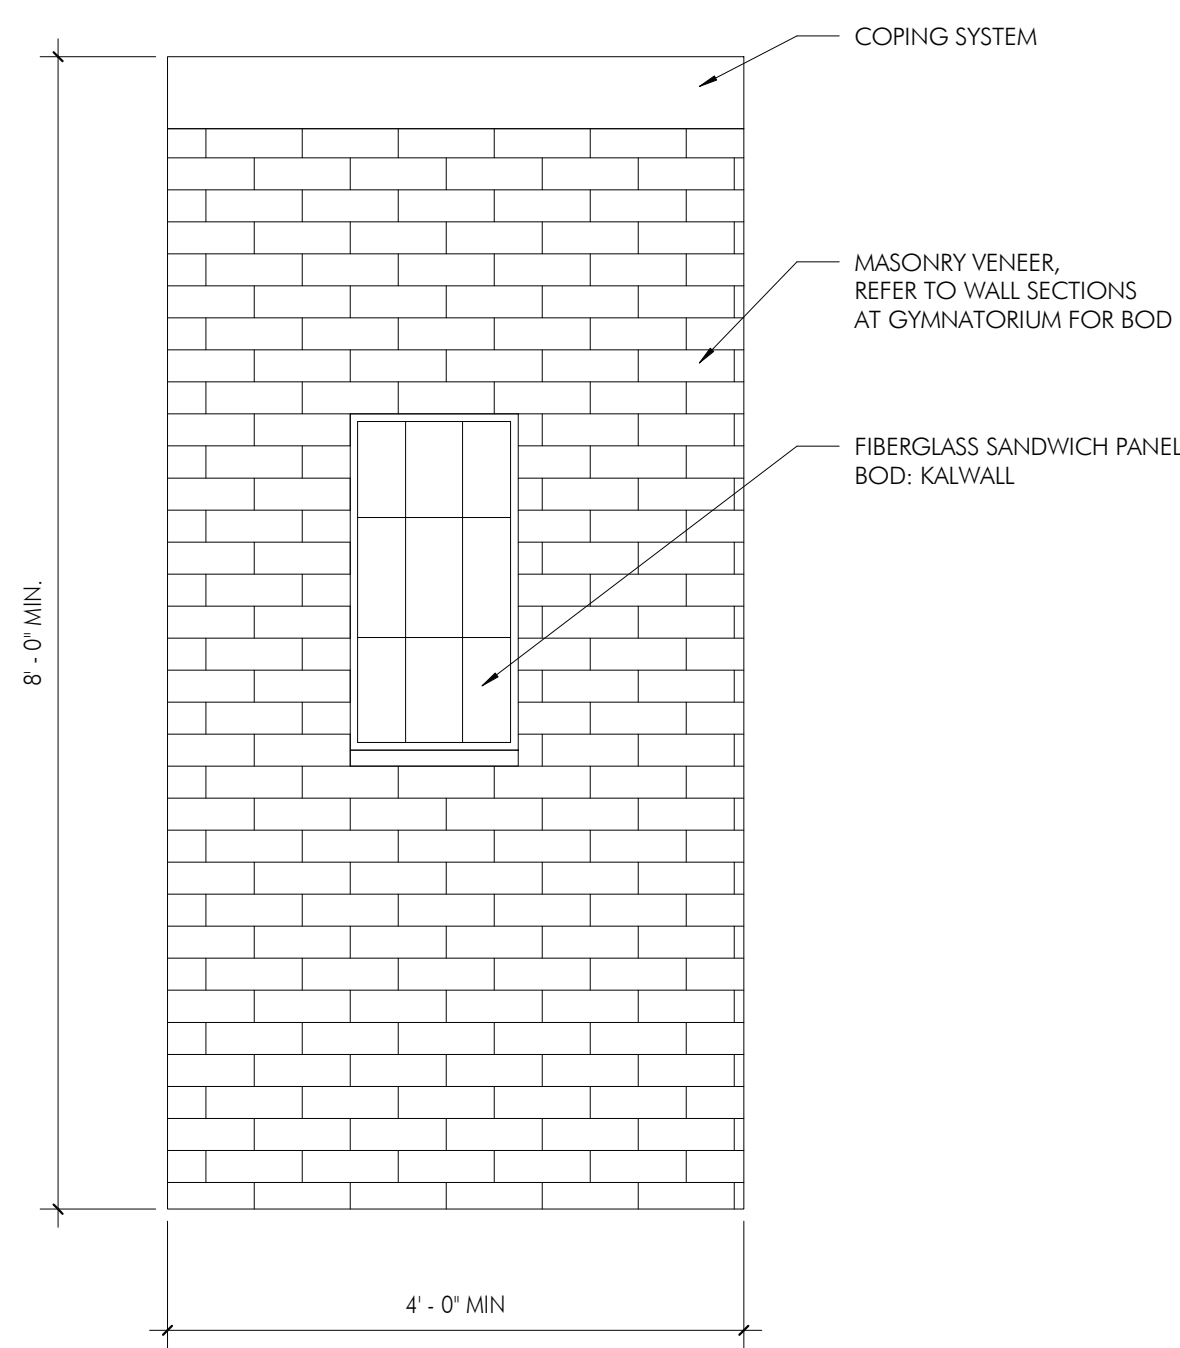 COPING SYSTEM
MASONRY VENEER,
REFER TO WALL SECTIONS
AT GYMNATORIUM FOR BOD
FIBERGLASS SANDWICH PANEL
BOD: KALWALL
8' - 0" MIN.
4' - 0" MIN